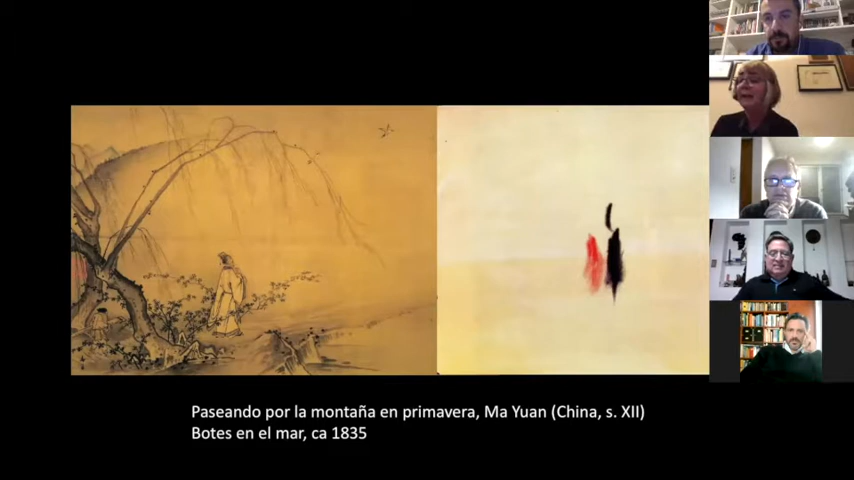 Paseando por la montaña en primavera, Ma Yuan (China, s. XII)
Botes en el mar, ca 1835